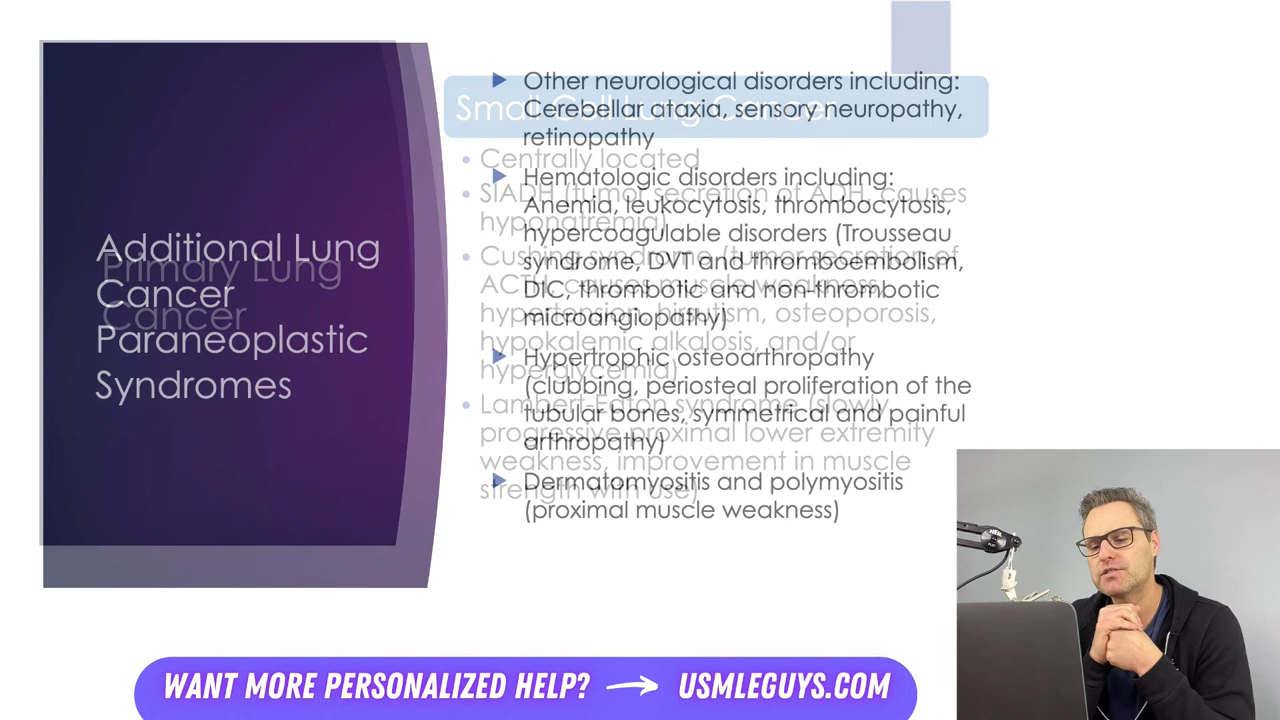 Additional Lung
Cancer
Paraneoplastic
Syndromes
Primary Lung
Cancer
Other neurological disorders including:
Cerebellar ataxia, sensory neuropathy,
retinopathy
Hematologic disorders including:
Anemia, leukocytosis, thrombocytosis,
hypercoagulable disorders (Trousseau
syndrome, DVT and thromboembolism,
DIC, thrombotic and non-thrombotic
microangiopathy)
Hypertrophic osteoarthropathy
(clubbing, periosteal proliferation of the
tubular bones, symmetrical and painful
arthropathy)
Dermatomyositis and polymyositis
(proximal muscle weakness)
Small Cell Lung Cancer
Centrally located
SIADH (tumor secretion of ADH, causes
hyponatremia)
Cushing syndrome (tumor secretion of
ACTH, causes muscle weakness,
hypertension, hirsutism, osteoporosis,
hypokalemic alkalosis, and/or
hyperglycemia)
Lambert-Eaton syndrome (slowly
progressive proximal lower extremity
weakness, improvement in muscle
strength with use)
WANT MORE PERSONALIZED HELP? → USMLEGUYS.COM